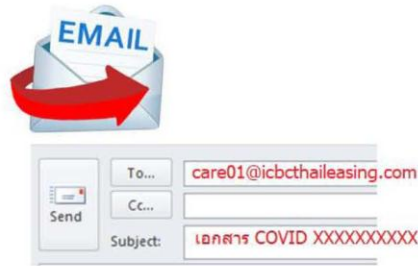 EMAIL
To... care01@icbcthaileasing.com
Send
Cc...
Subject: เอกสาร COVID XXXXXXXXXX